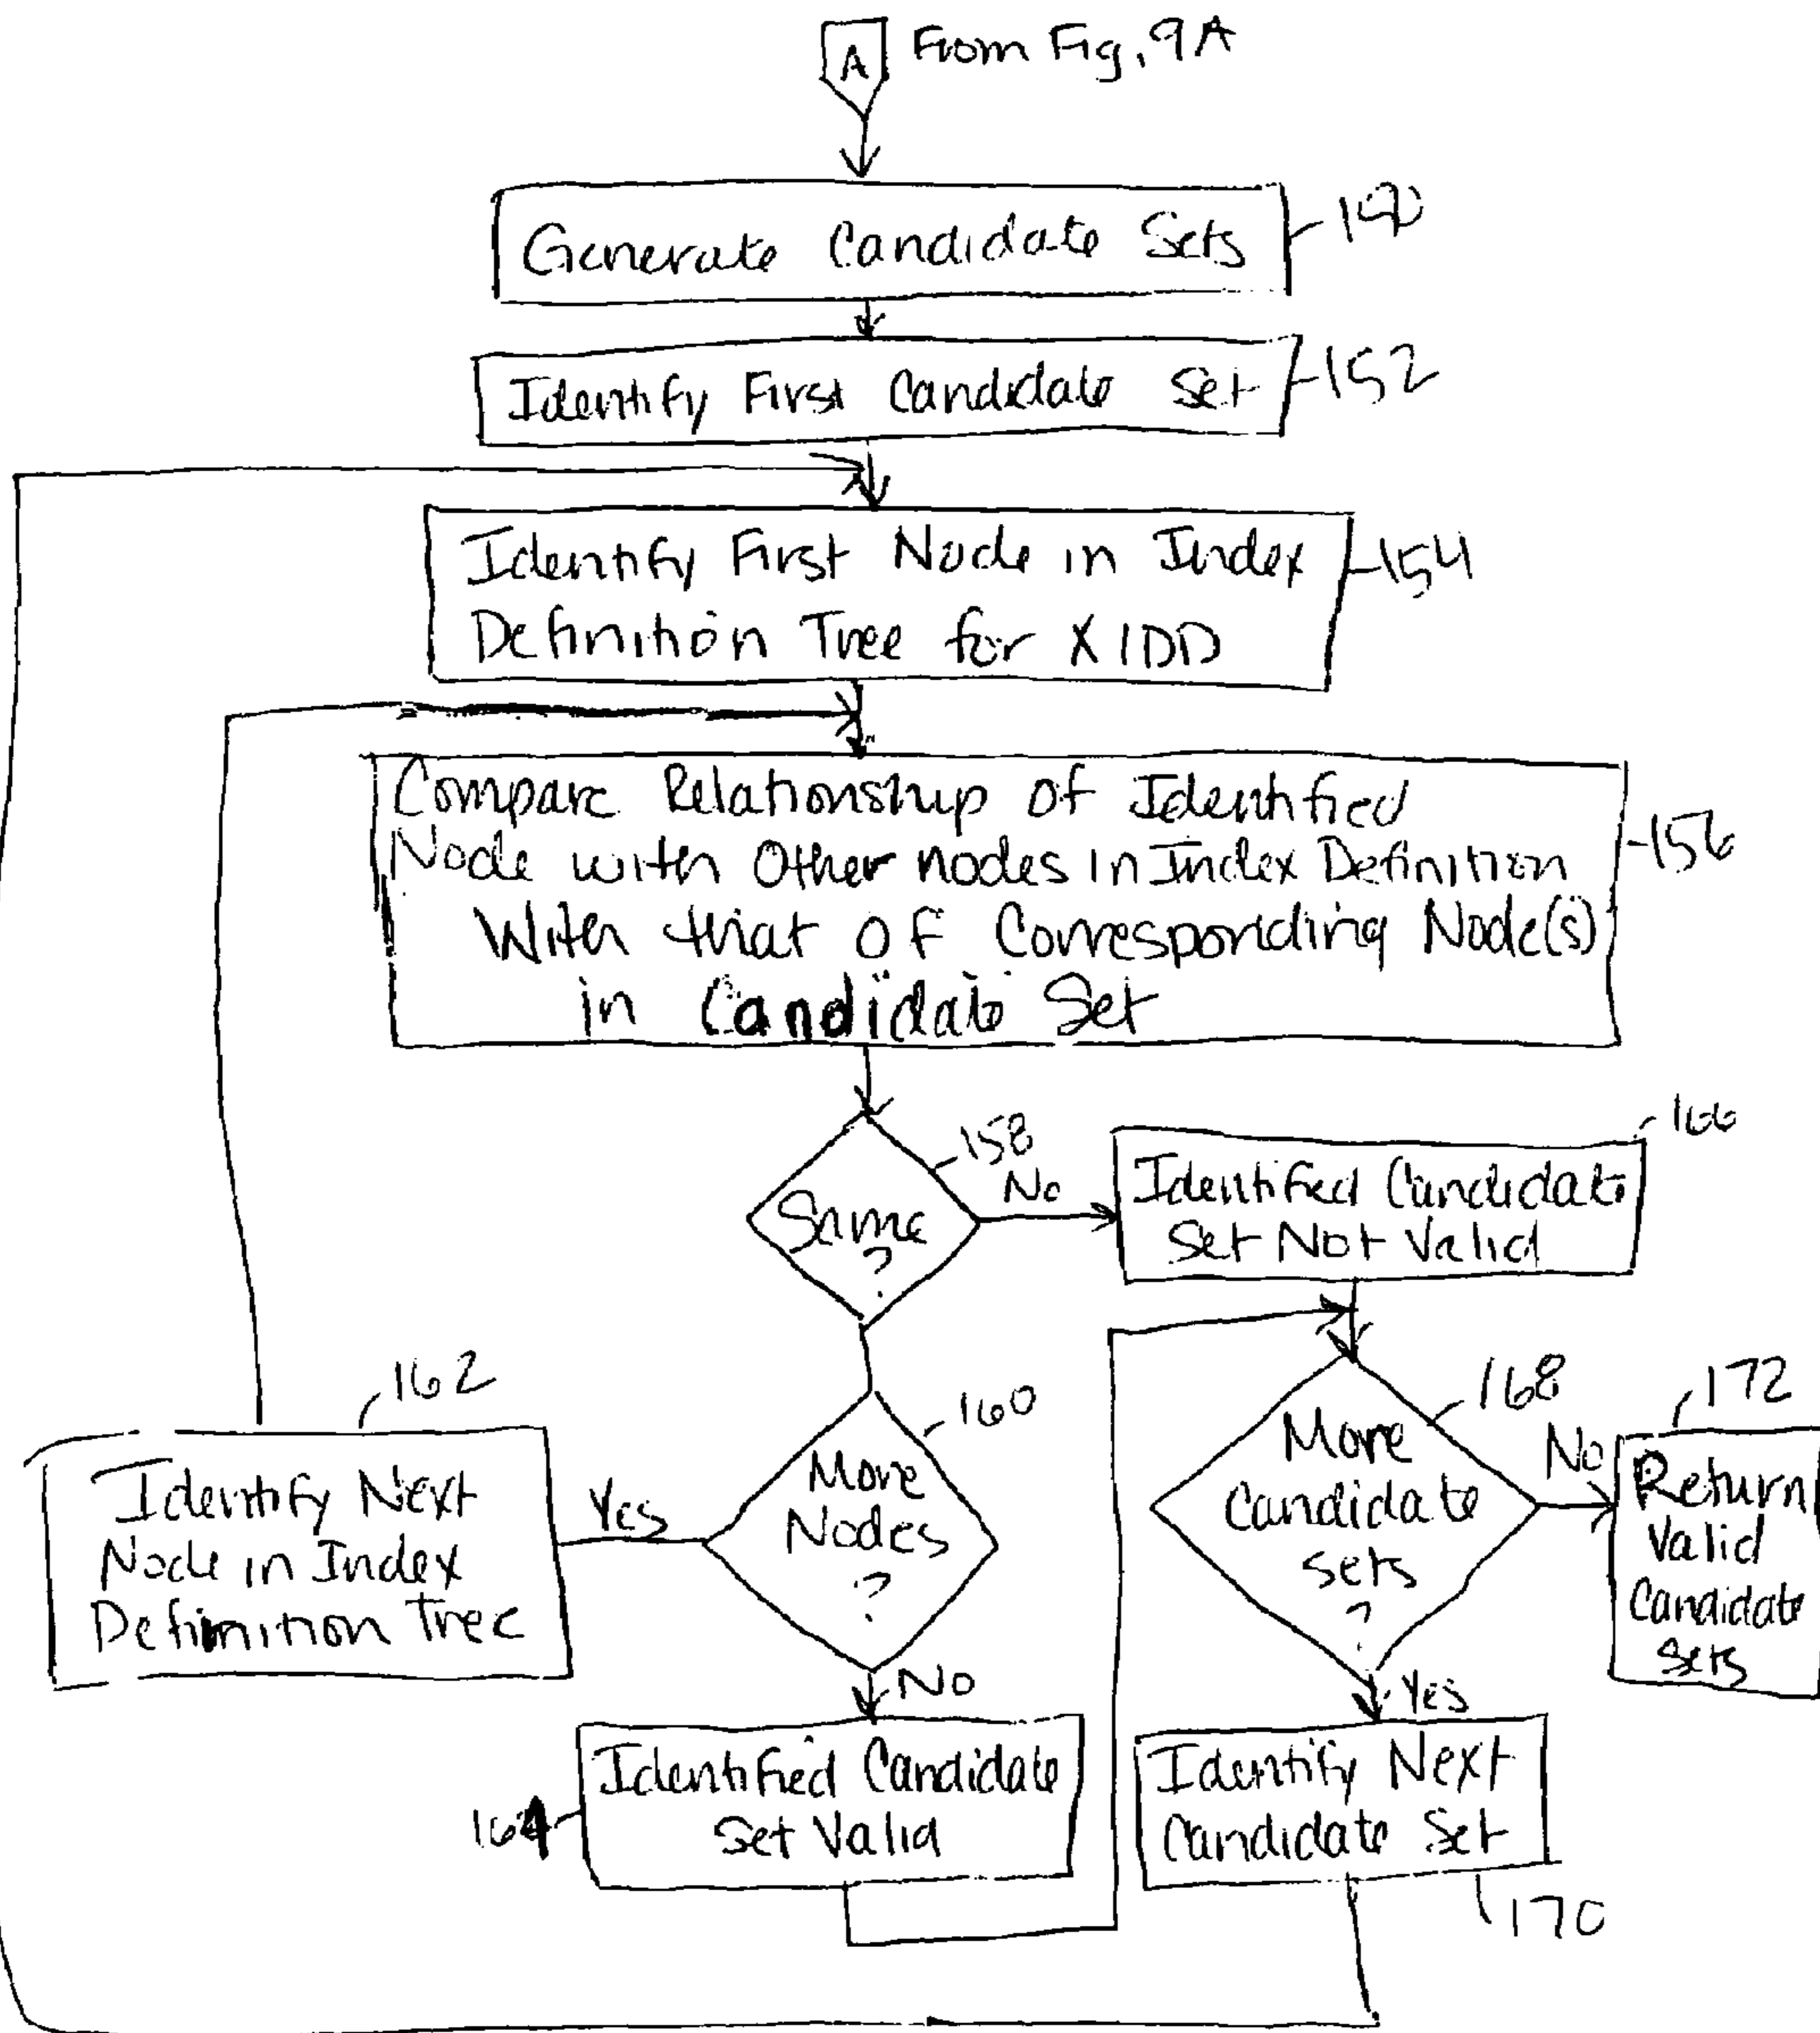 A From Fig. 9A
Generate Candidate Sets
Identify First Candidate Set
152
Identify First Node in Index
Definition Tree for XIDD
154
Compare Relationship of Identified
Node with Other nodes in Index Definition
With that of Corresponding Node(s)
in Candidate Set
156
Same
?
158
No
Identified Candidate
Set Not Valid
166
162
Identify Next
Node in Index
Definition Tree
Yes
More
Nodes
?
160
No
Identified Candidate
Set Valid
164
More
Candidate
Sets
?
168
No
172
Return
Valid
Candidate
Sets
Yes
Identify Next
Candidate Set
170